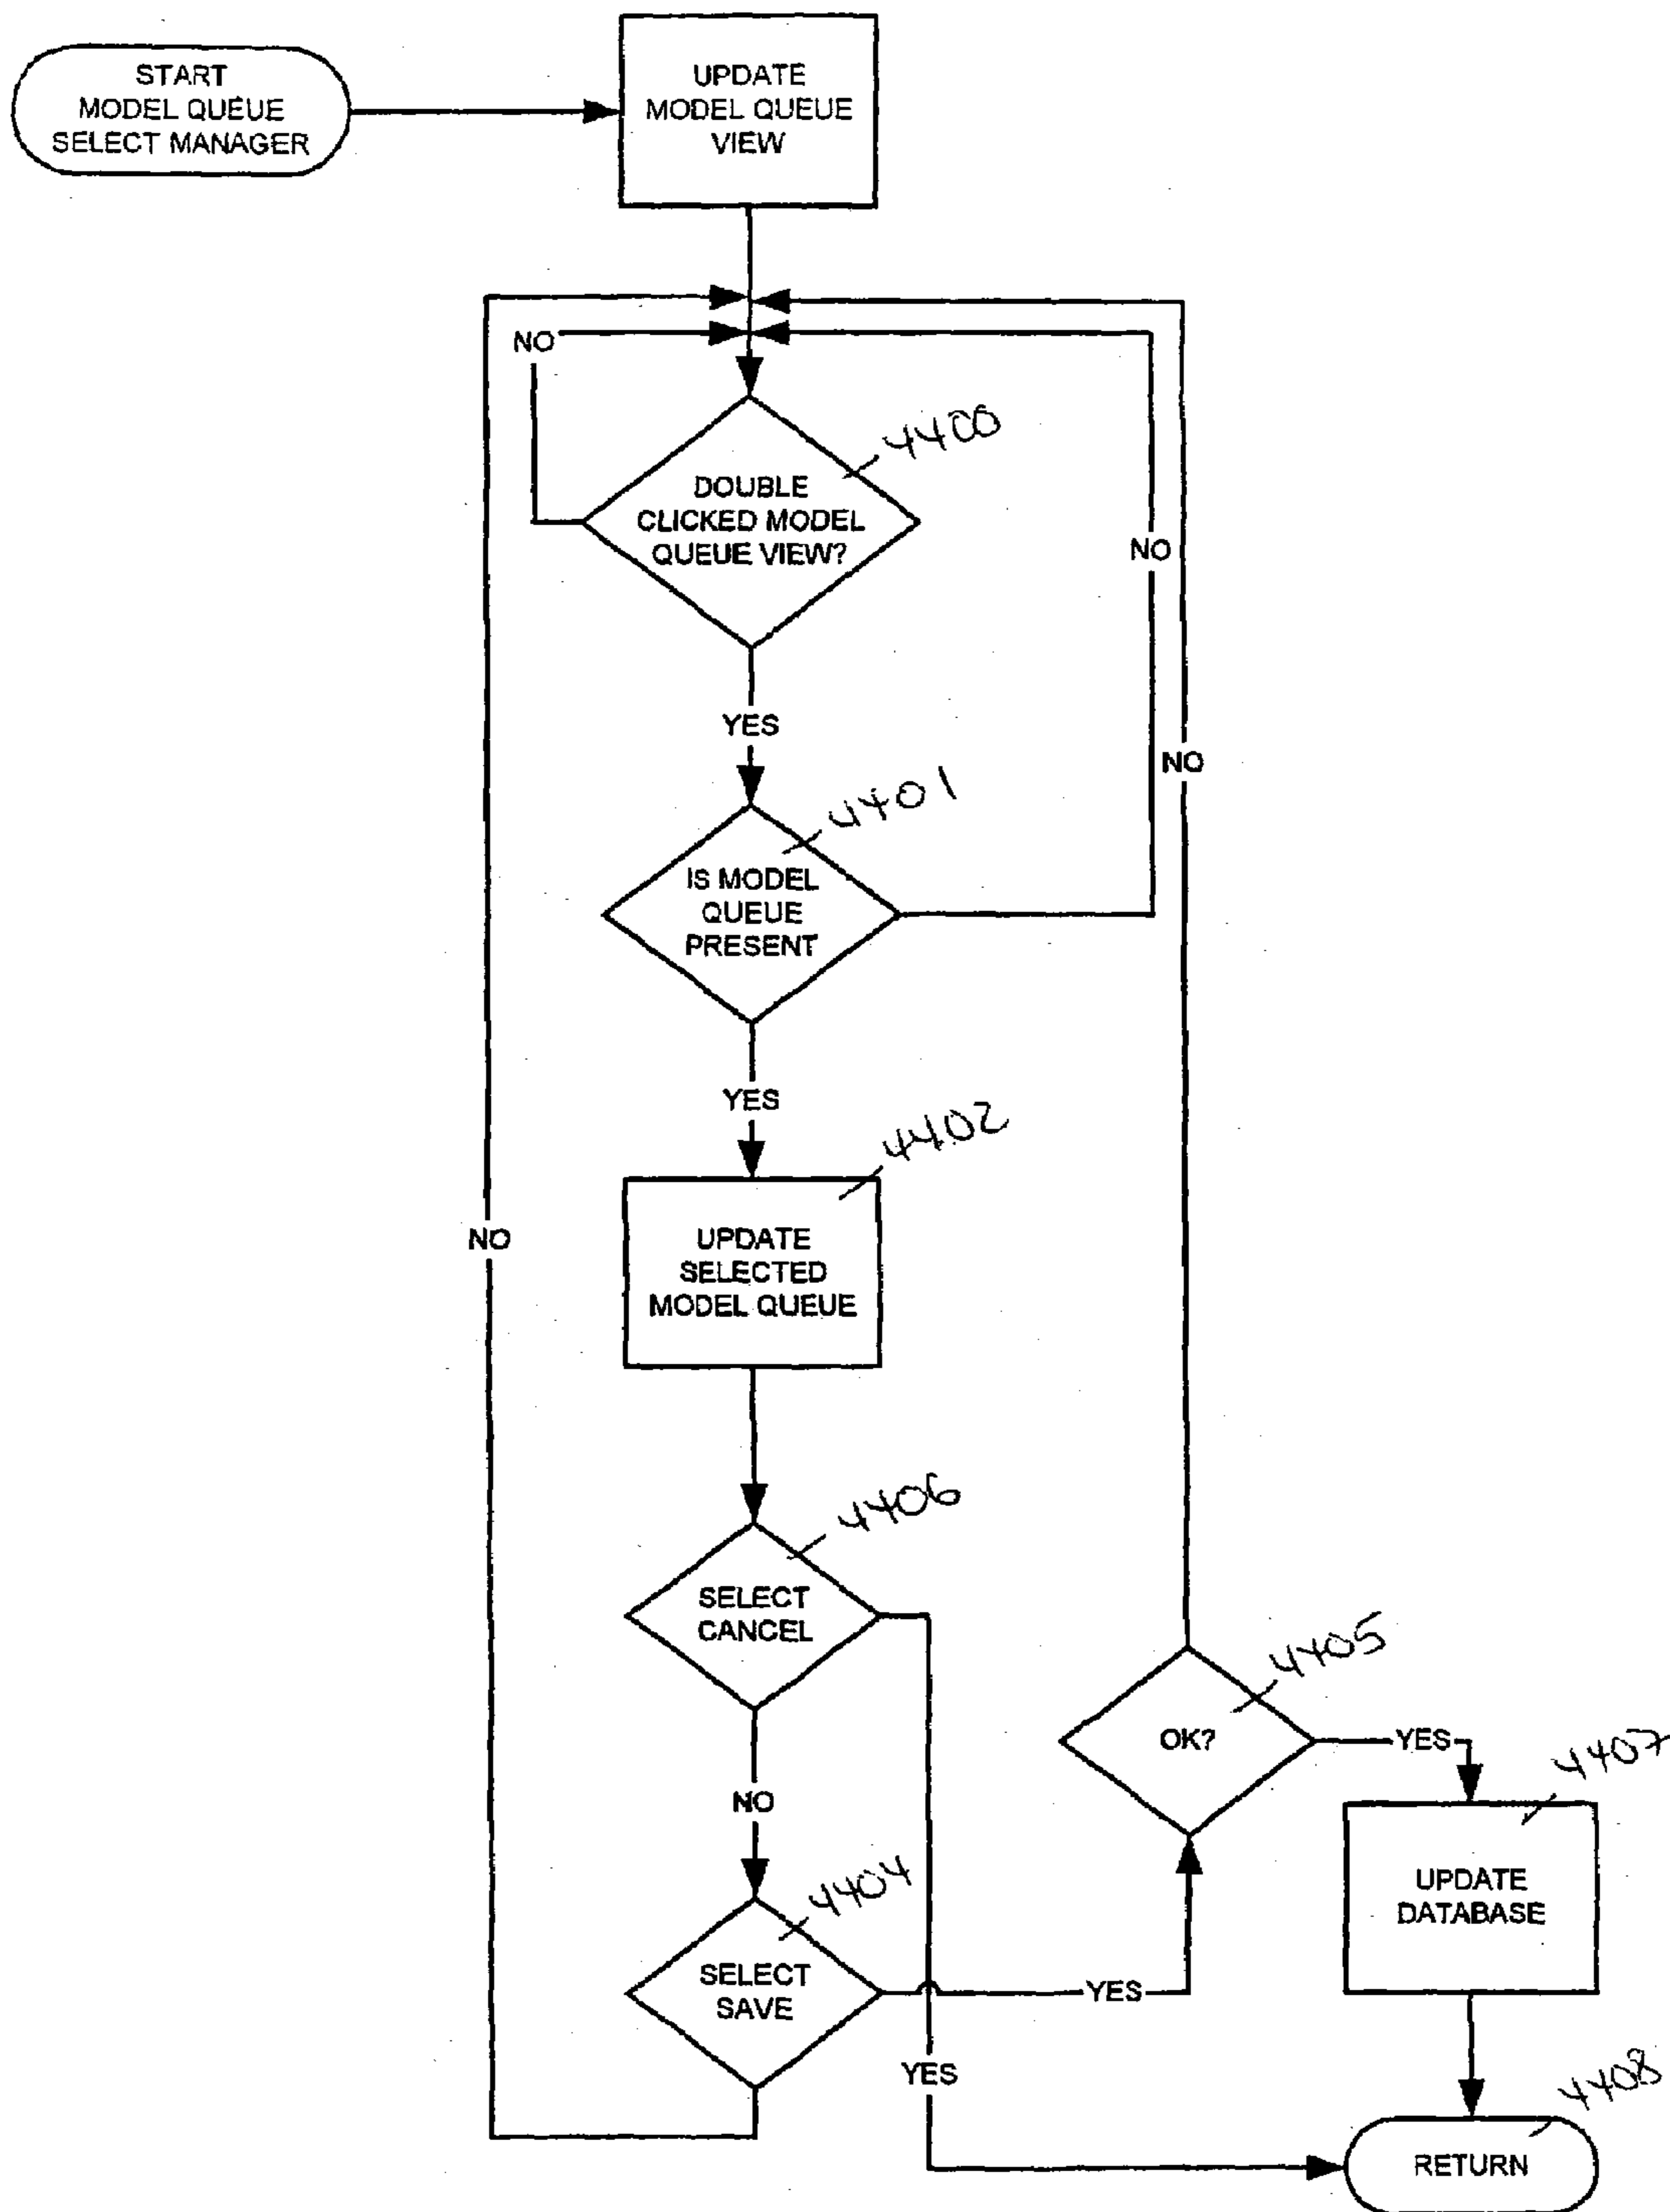 START
MODEL QUEUE
SELECT MANAGER
UPDATE
MODEL QUEUE
VIEW
NO
4400
DOUBLE
CLICKED MODEL
QUEUE VIEW?
NO
YES
NO
4401
IS MODEL
QUEUE
PRESENT
YES
4402
NO
UPDATE
SELECTED
MODEL QUEUE
4406
SELECT
CANCEL
4405
OK?
YES
4407
NO
4404
UPDATE
DATABASE
SELECT
SAVE
YES
YES
4408
RETURN